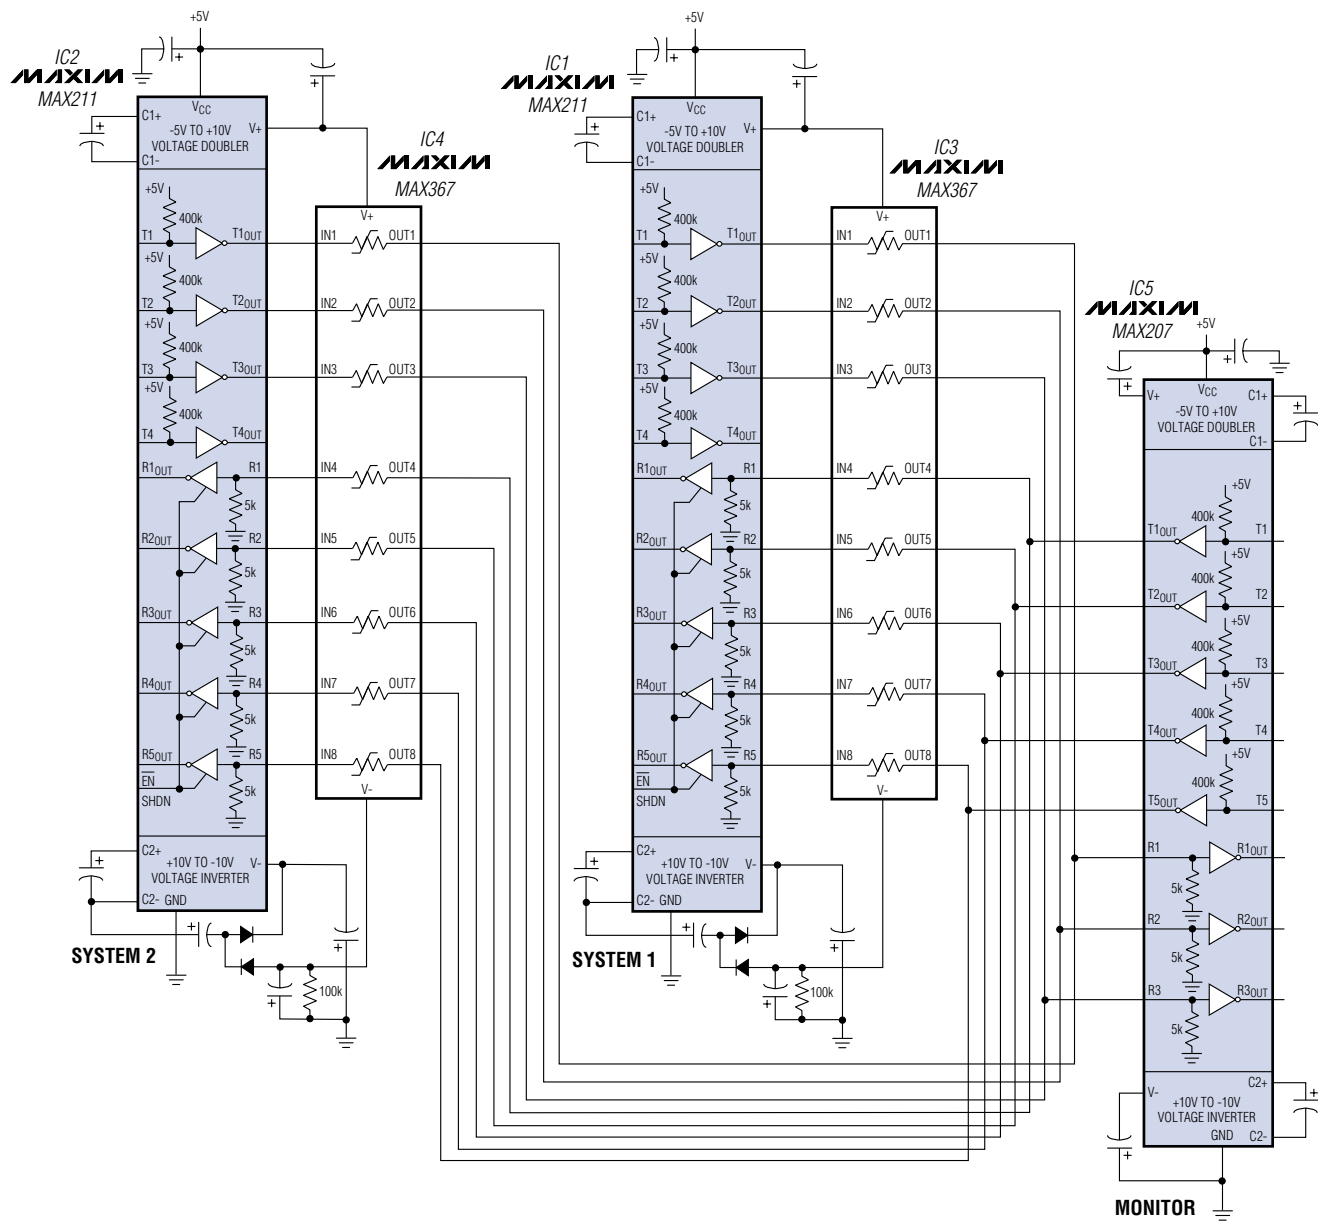 +5V
IC2
MAXIM
MAX211
VCC
C1+
-5V TO +10V
VOLTAGE DOUBLER
V+
C1-
IC4
MAXIM
MAX367
V+
+5V
400k
T1
T1OUT
IN1
OUT1
+5V
400k
T2
T2OUT
IN2
OUT2
+5V
400k
T3
T3OUT
IN3
OUT3
+5V
400k
T4
T4OUT
R1OUT
R1
5k
IN4
OUT4
R2OUT
R2
5k
IN5
OUT5
R3OUT
R3
5k
IN6
OUT6
R4OUT
R4
5k
IN7
OUT7
R5OUT
R5
5k
IN8
OUT8
EN
SHDN
V-
C2+
+10V TO -10V
VOLTAGE INVERTER
V-
C2-
GND
100k
SYSTEM 2
+5V
IC1
MAXIM
MAX211
VCC
C1+
-5V TO +10V
VOLTAGE DOUBLER
V+
C1-
IC3
MAXIM
MAX367
V+
+5V
400k
T1
T1OUT
IN1
OUT1
+5V
400k
T2
T2OUT
IN2
OUT2
+5V
400k
T3
T3OUT
IN3
OUT3
+5V
400k
T4
T4OUT
R1OUT
R1
5k
IN4
OUT4
R2OUT
R2
5k
IN5
OUT5
R3OUT
R3
5k
IN6
OUT6
R4OUT
R4
5k
IN7
OUT7
R5OUT
R5
5k
IN8
OUT8
EN
SHDN
V-
C2+
+10V TO -10V
VOLTAGE INVERTER
V-
C2-
GND
100k
SYSTEM 1
IC5
MAXIM
MAX207
+5V
V+
VCC
C1+
-5V TO +10V
VOLTAGE DOUBLER
C1-
+5V
400k
T1OUT
T1
+5V
400k
T2OUT
T2
+5V
400k
T3OUT
T3
+5V
400k
T4OUT
T4
+5V
400k
T5OUT
T5
R1
R1OUT
5k
R2
R2OUT
5k
R3
R3OUT
5k
V-
C2+
+10V TO -10V
VOLTAGE INVERTER
GND
C2-
MONITOR